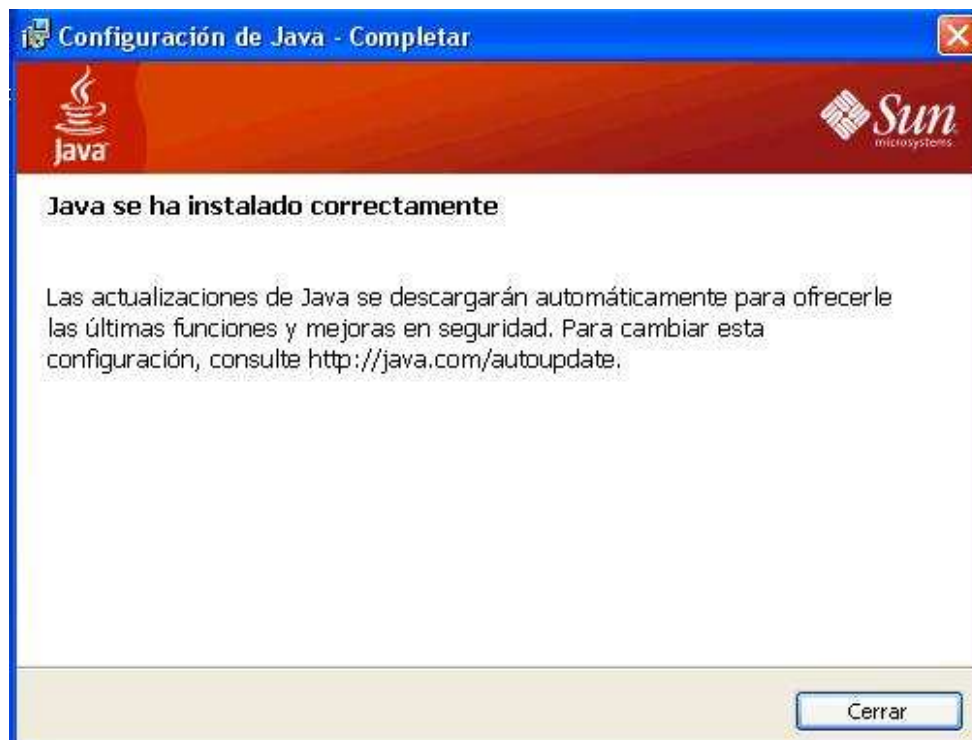 Configuración de Java - Completar
Java
Sun
microsystems
Java se ha instalado correctamente
Las actualizaciones de Java se descargarán automáticamente para ofrecerle
las últimas funciones y mejoras en seguridad. Para cambiar esta
configuración, consulte http://java.com/autoupdate.
Cerrar